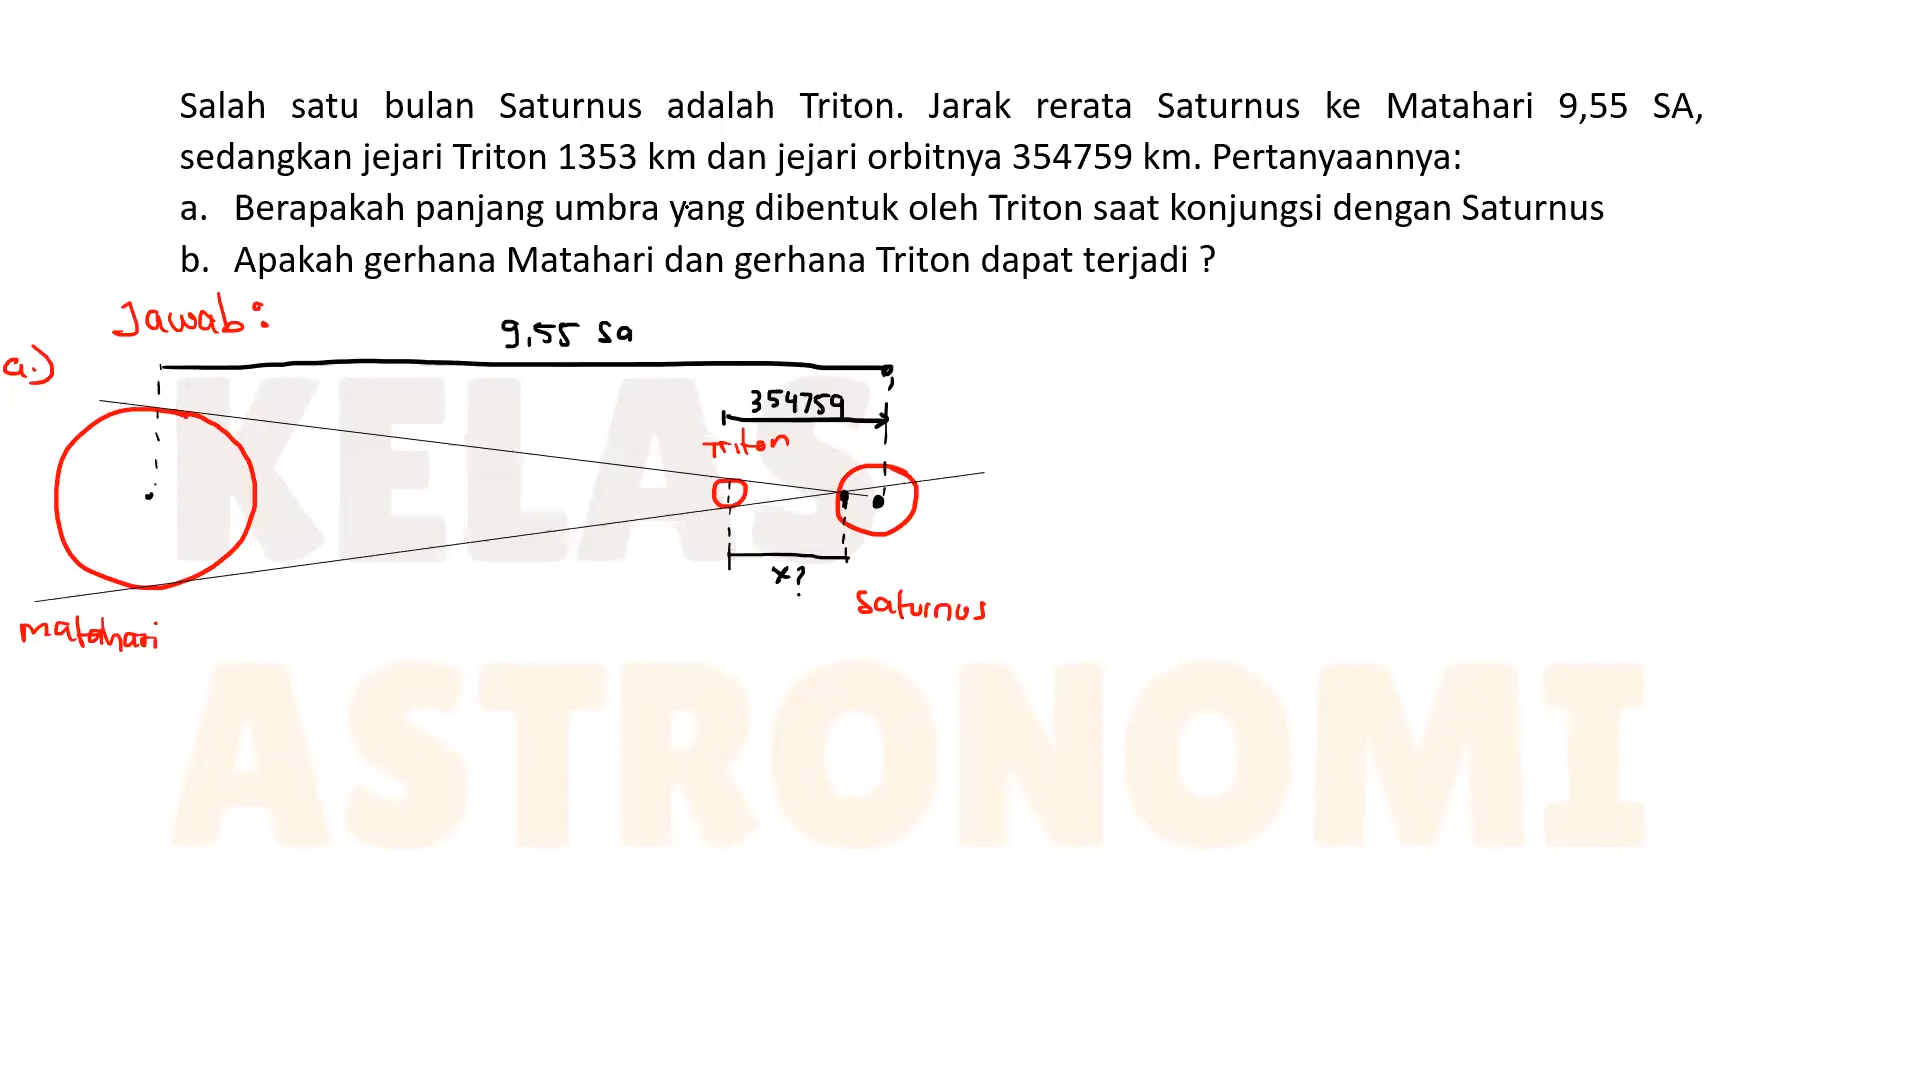 Salah satu bulan Saturnus adalah Triton. Jarak rerata Saturnus ke Matahari 9,55 SA,
sedangkan jejari Triton 1353 km dan jejari orbitnya 354759 km. Pertanyaannya:
a. Berapakah panjang umbra yang dibentuk oleh Triton saat konjungsi dengan Saturnus
b. Apakah gerhana Matahari dan gerhana Triton dapat terjadi ?
Jawab:
9,55 Sa
a.)
354759
Triton
x?
Saturnus
matahari
KELAS
ASTRONOMI